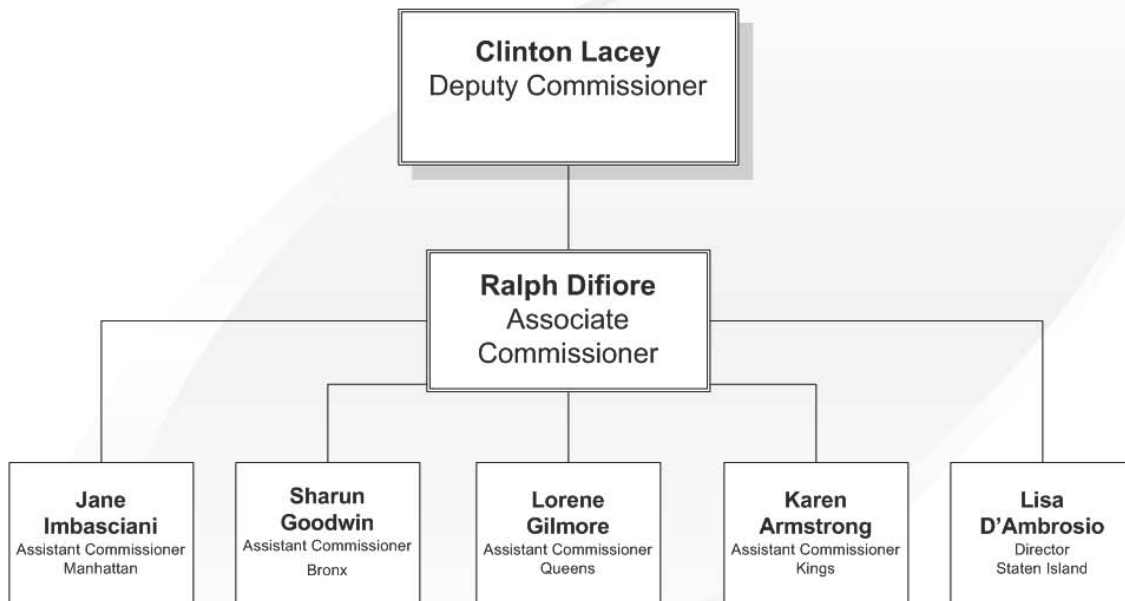 Clinton Lacey
Deputy Commissioner
Ralph Difiore
Associate
Commissioner
Jane
Imbasciani
Assistant Commissioner
Manhattan
Sharun
Goodwin
Assistant Commissioner
Bronx
Lorene
Gilmore
Assistant Commissioner
Queens
Karen
Armstrong
Assistant Commissioner
Kings
Lisa
D’Ambrosio
Director
Staten Island